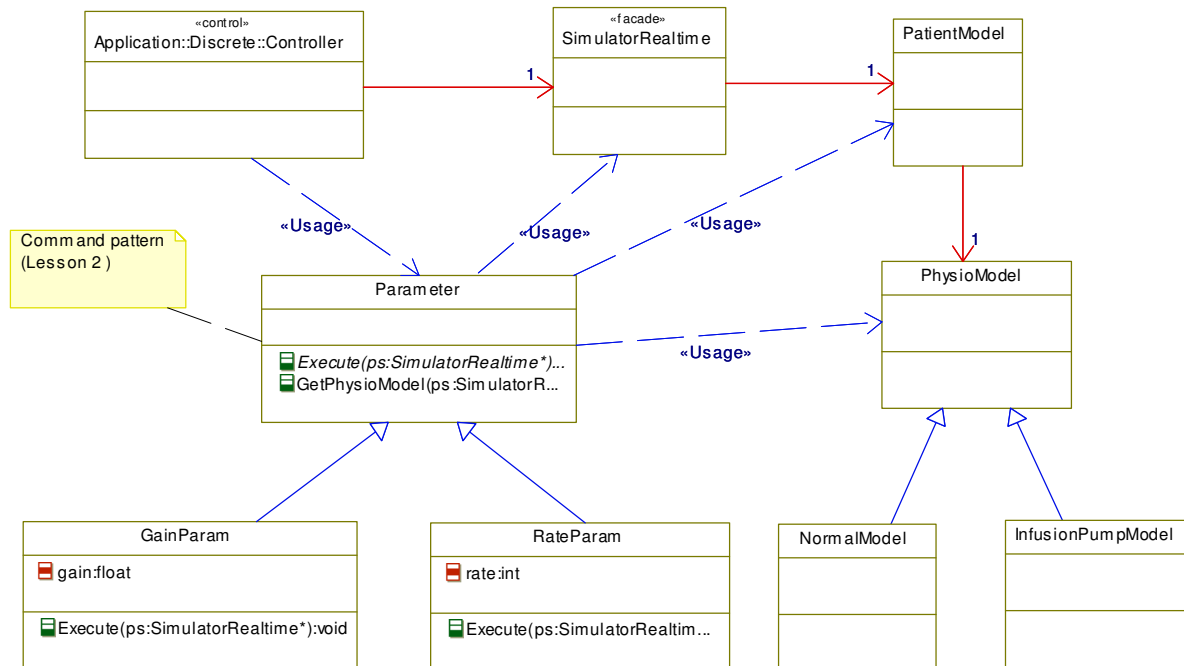 «control»
Application::Discrete::Controller
«facade»
SimulatorRealtime
PatientModel
1
1
«Usage»
«Usage»
«Usage»
Command pattern
(Lesson 2 )
1
Parameter
PhysioModel
Execute(ps:SimulatorRealtime*)...
GetPhysioModel(ps:SimulatorR...
«Usage»
GainParam
RateParam
NormalModel
InfusionPumpModel
gain:float
rate:int
Execute(ps:SimulatorRealtime*):void
Execute(ps:SimulatorRealtim...